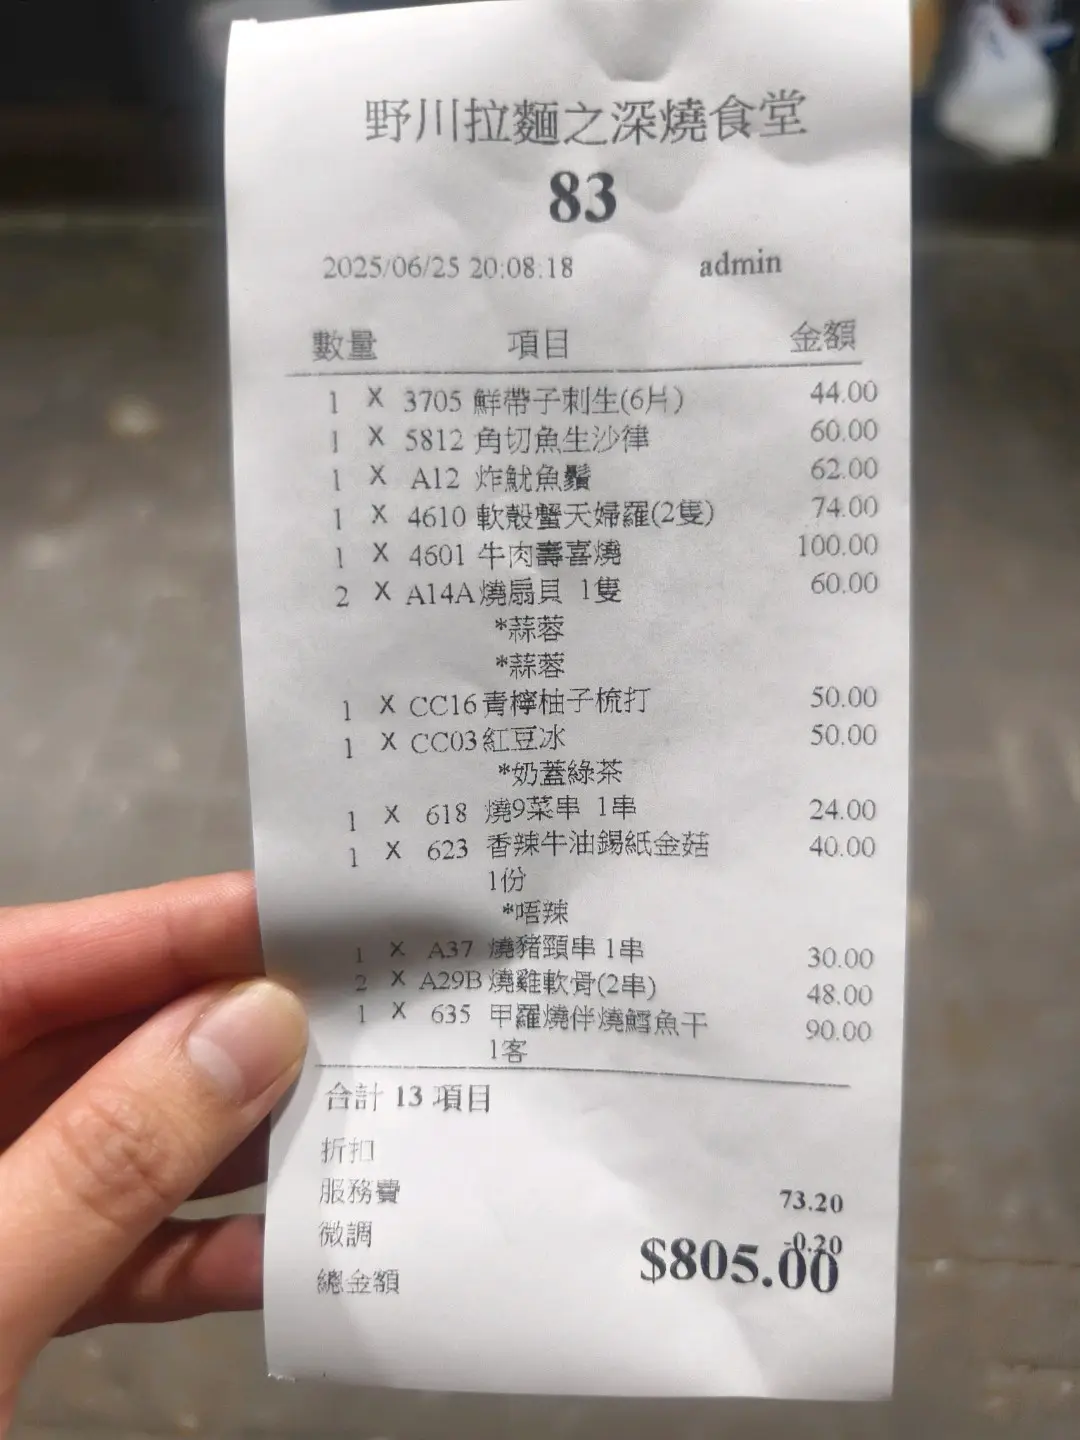 野川拉麵之深燒食堂
83
2025/06/25 20:08:18 admin
數量 項目 金額
1 X 3705 鮮帶子刺生(6片) 44.00
1 X 5812 角切魚生沙律 60.00
1 X A12 炸魷魚鬚 62.00
1 X 4610 軟殼蟹天婦羅(2隻) 74.00
1 X 4601 牛肉壽喜燒 100.00
2 X A14A 燒扇貝 1隻 60.00
*蒜蓉
*蒜蓉
1 X CC16 青檸柚子梳打 50.00
1 X CC03 紅豆冰 50.00
*奶蓋綠茶
1 X 618 燒9菜串 1串 24.00
1 X 623 香辣牛油錫紙金菇 40.00
1份
*唔辣
1 X A37 燒豬頸串 1串 30.00
2 X A29B 燒雞軟骨(2串) 48.00
1 X 635 甲羅燒伴燒鱈魚干 90.00
1客
合計 13 項目
折扣
服務費 73.20
微調 -0.20
總金額 $805.00